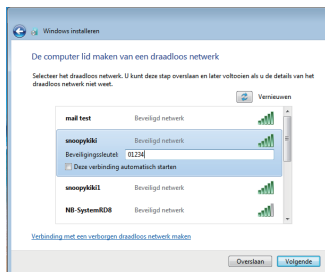 Windows installeren
De computer lid maken van een draadloos netwerk
Selecteer het draadloos netwerk. U kunt deze stap overslaan en later voltooien als u de details van het
draadloos netwerk niet weet.
Vernieuwen
mail test Beveiligd netwerk
snoopykiki Beveiligd netwerk
Beveiligingssleutel: 01234
Deze verbinding automatisch starten
snoopykiki1 Beveiligd netwerk
NB-SystemRD8 Beveiligd netwerk
Verbinding met een verborgen draadloos netwerk maken
Overslaan Volgende